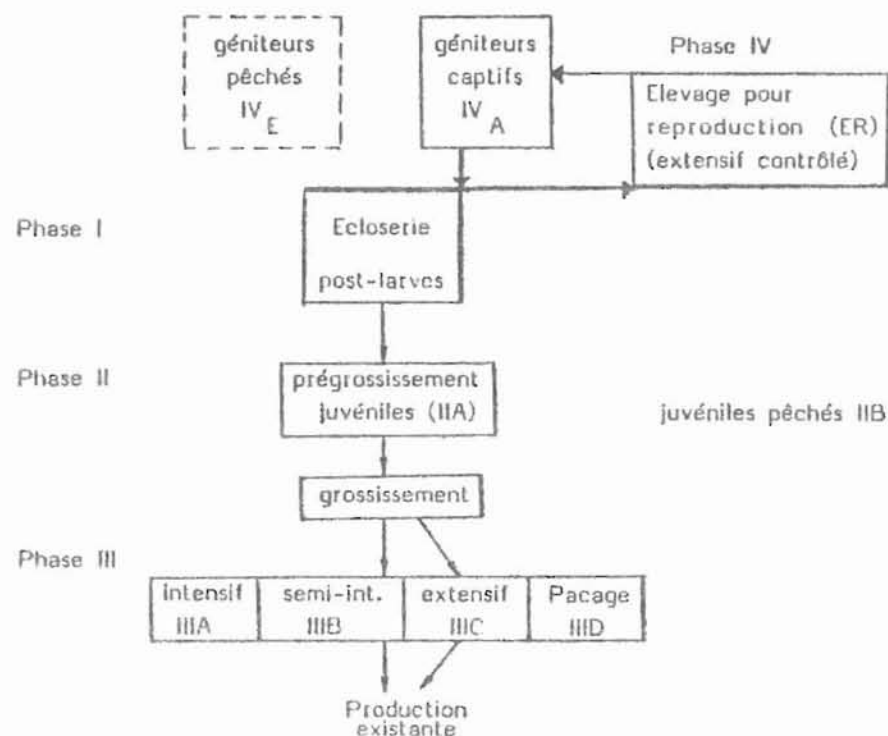 géniteurs
pêchés
IV E
géniteurs
captifs
IV A
Phase IV
Elevage pour
reproduction (ER)
(extensif contrôlé)
Phase I
Ecloserie
post-larves
Phase II
prégrossissement
juvéniles (IIA)
juvéniles pêchés IIB
grossissement
Phase III
intensif
IIIA
semi-int.
IIIB
extensif
IIIC
Pacage
IIID
Production
existante